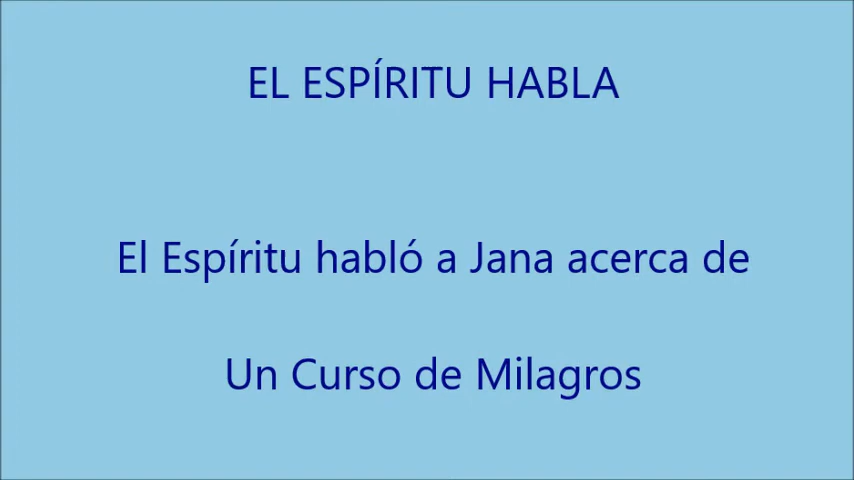 EL ESPÍRITU HABLA
El Espíritu habló a Jana acerca de
Un Curso de Milagros